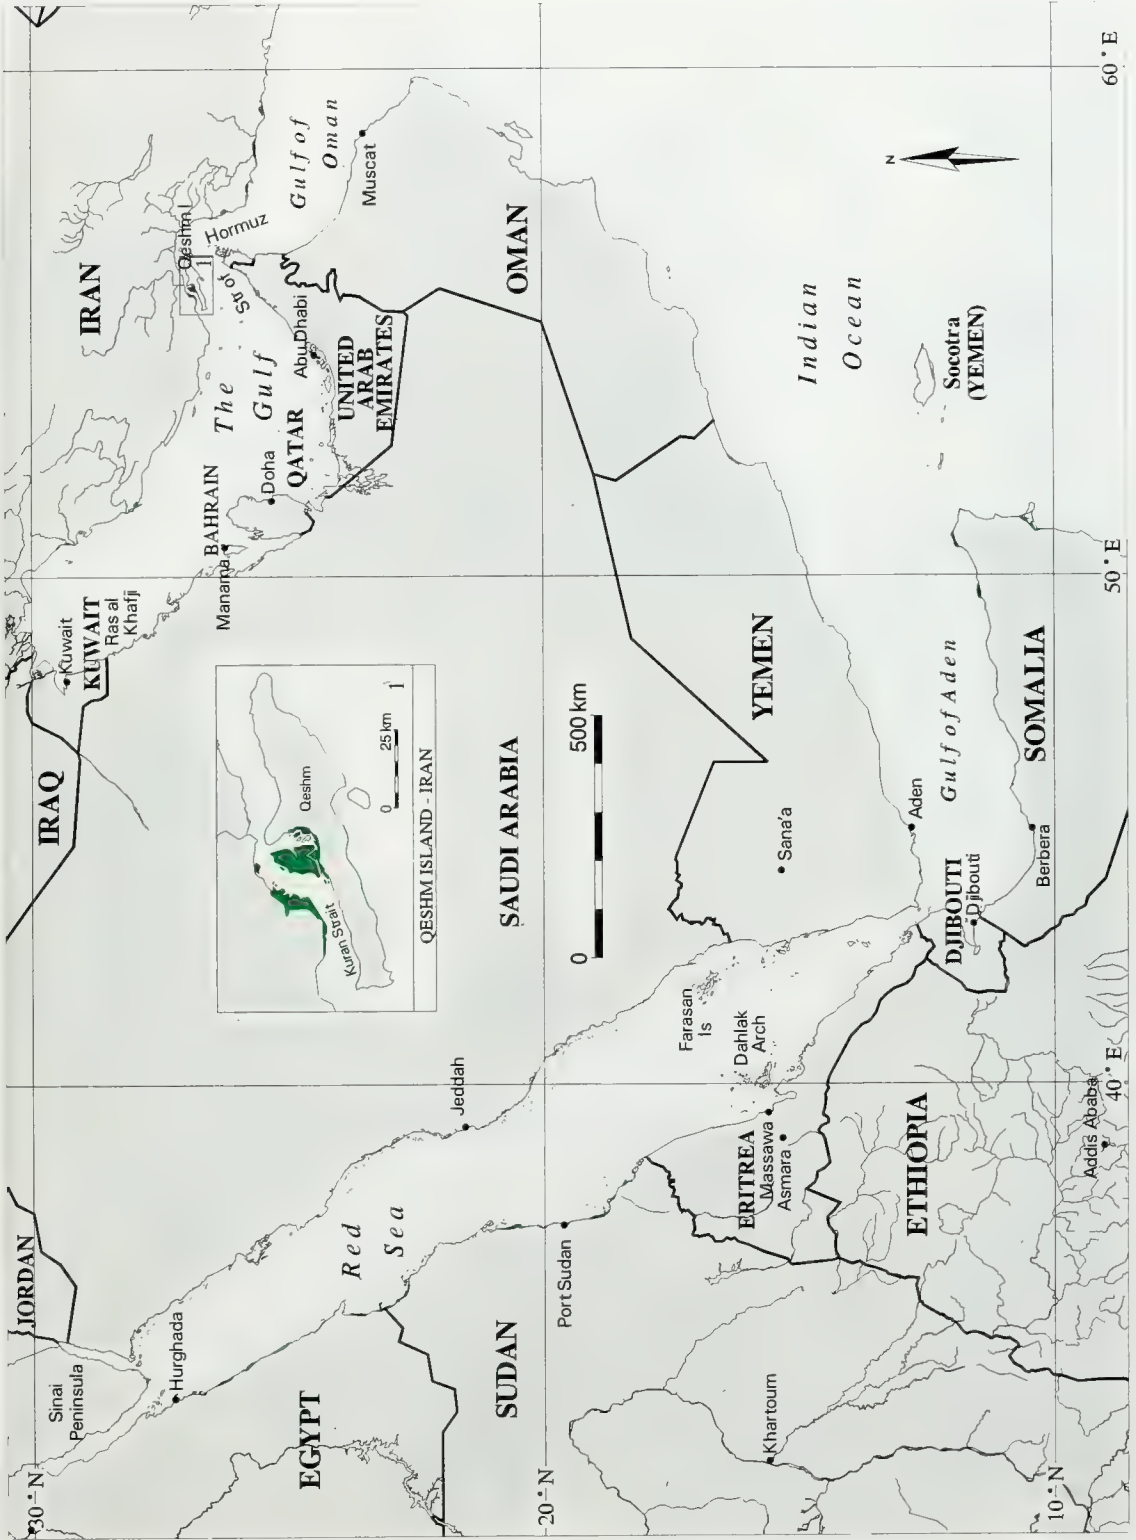 30° N
20° N
10° N
40° E
50° E
60° E
JORDAN
IRAQ
IRAN
Sinai
Peninsula
Hurghada
EGYPT
Kuwait
KUWAIT
Ras al
Khafji
BAHRAIN
Manama
Doha
QATAR
The
Gulf
Qeshm I
1
Str of
Hormuz
Gulf of
Oman
Abu Dhabi
UNITED
ARAB
EMIRATES
Muscat
OMAN
Qeshm
Kuran Strait
0
25 km
1
QESHM ISLAND - IRAN
Red
Sea
Jeddah
SAUDI ARABIA
0
500 km
SUDAN
Port Sudan
Khartoum
Farasan
Is
Dahlak
Arch
ERITREA
Massawa
Asmara
YEMEN
Sana'a
Aden
Gulf of Aden
Indian
Ocean
N
Socotra
(YEMEN)
DJIBOUTI
Djibouti
Berbera
SOMALIA
ETHIOPIA
Addis Ababa